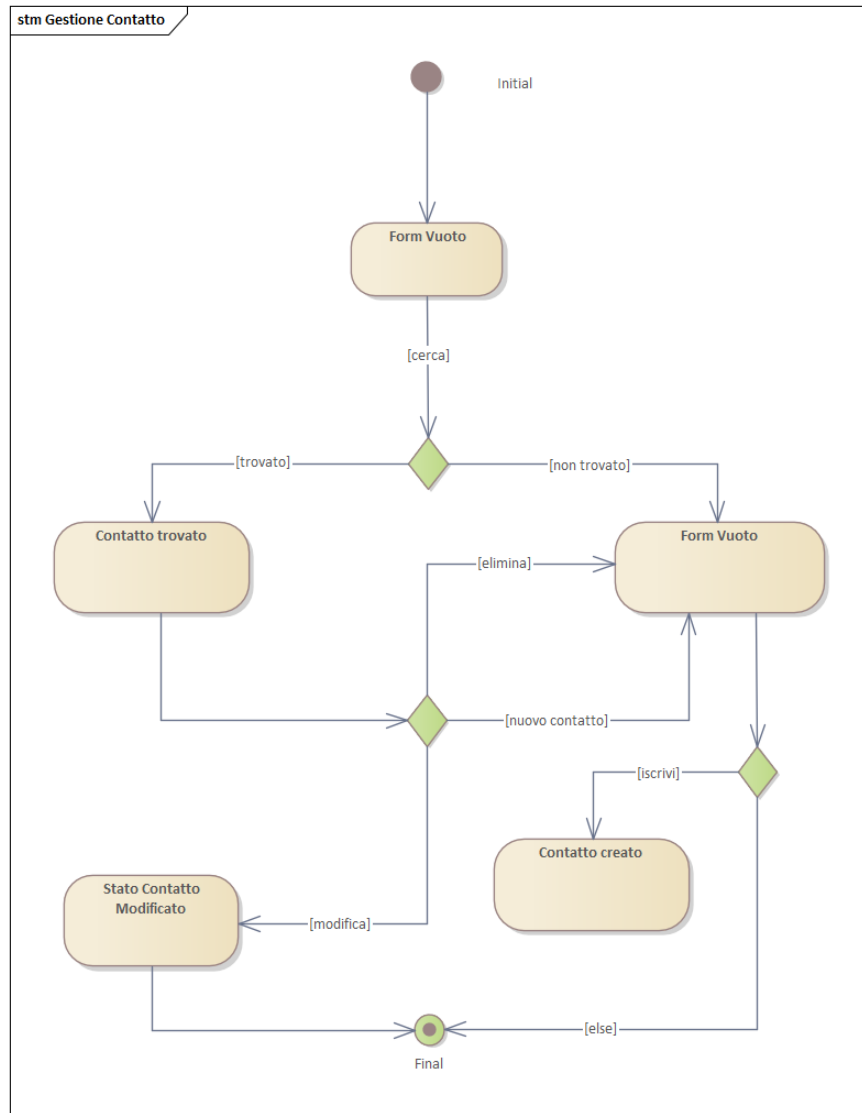 stm Gestione Contatto
Initial
Form Vuoto
[cerca]
[trovato]
[non trovato]
Contatto trovato
Form Vuoto
[elimina]
[nuovo contatto]
[iscrivi]
Contatto creato
Stato Contatto
Modificato
[modifica]
[else]
Final